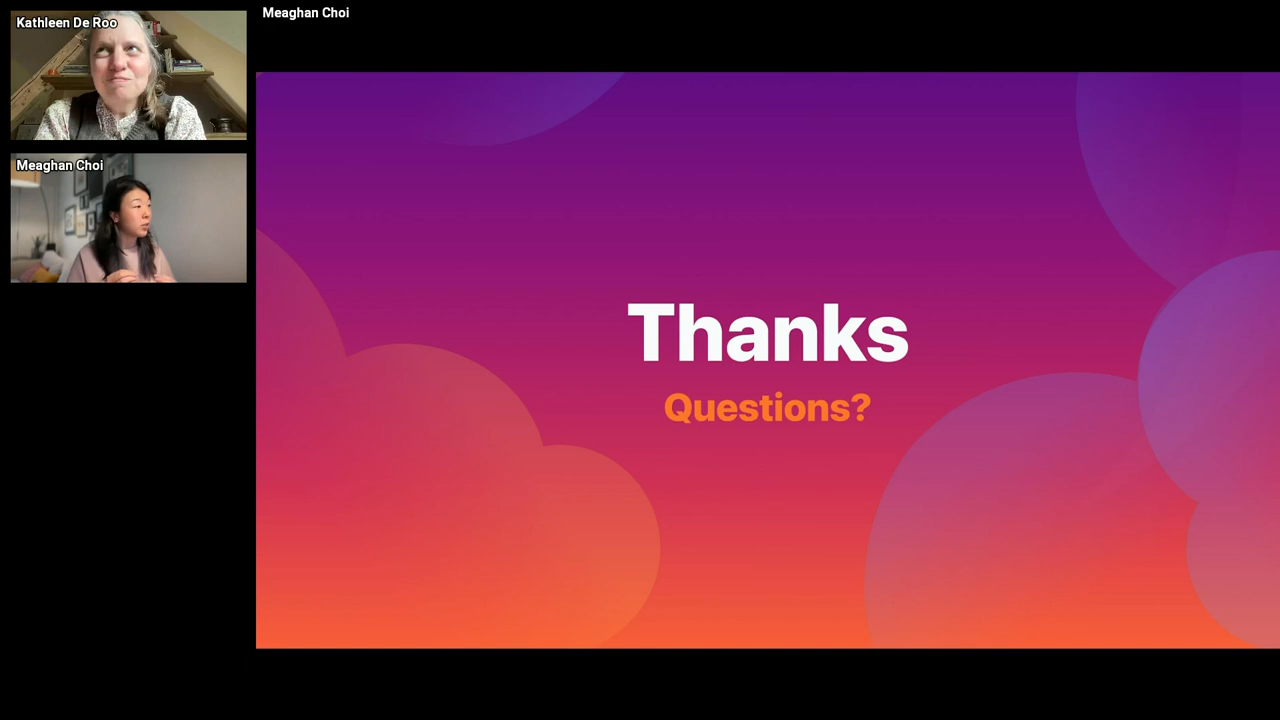 Kathleen De Roo
Meaghan Choi
Meaghan Choi
Thanks
Questions?